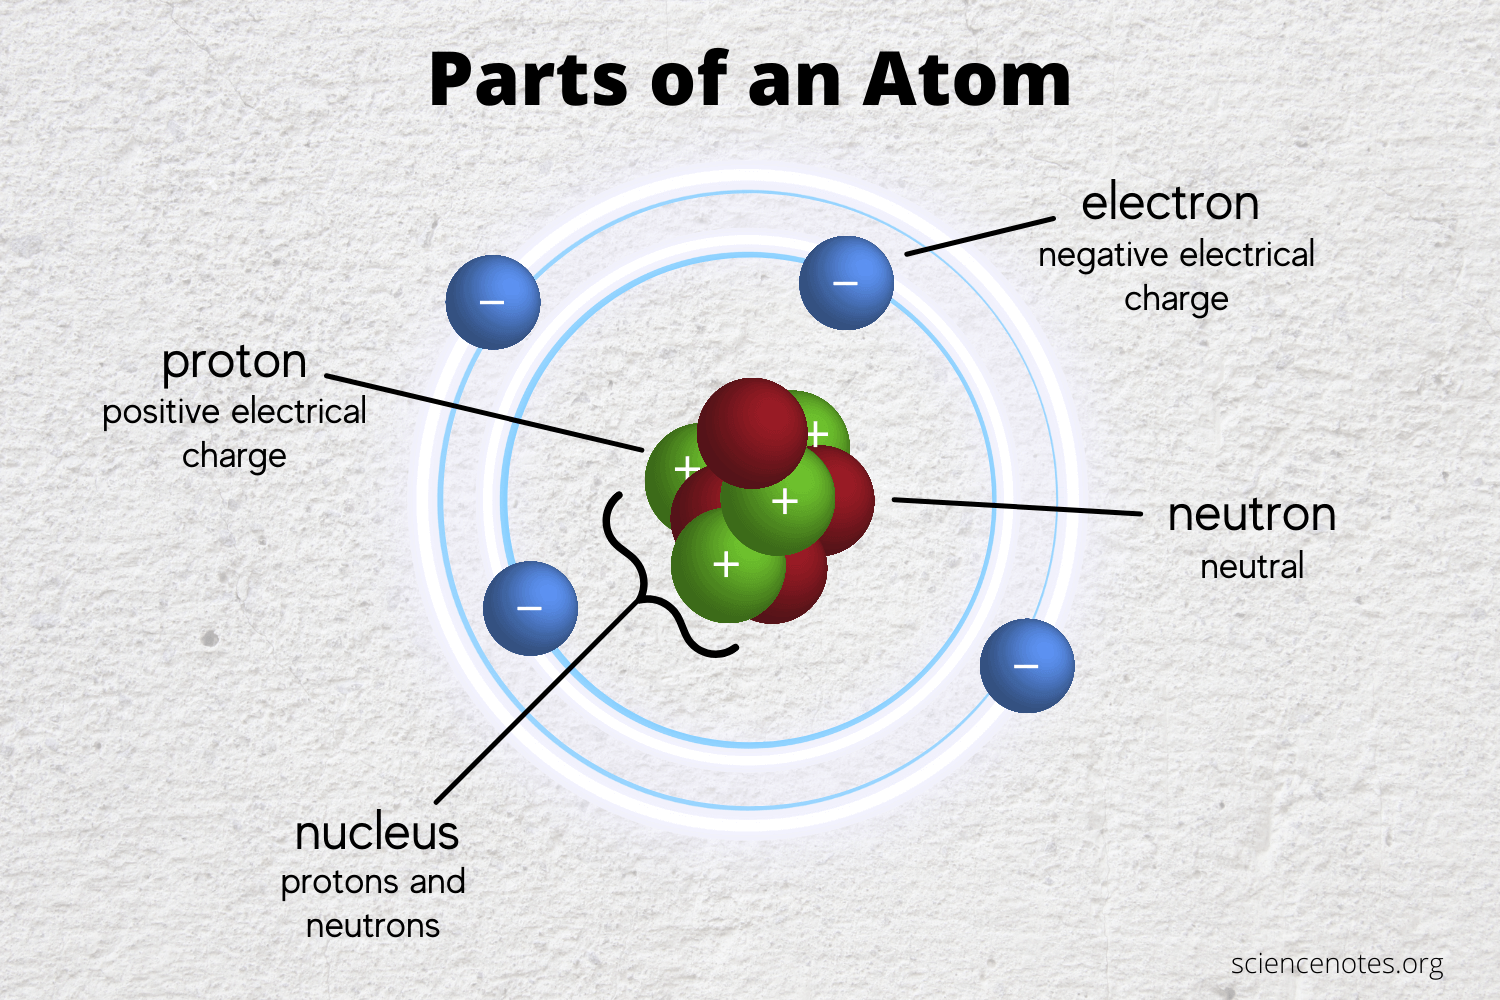 Parts of an Atom
electron
negative electrical
charge
proton
positive electrical
charge
neutron
neutral
nucleus
protons and
neutrons
sciencenotes.org
−
−
+
+
+
+
−
−